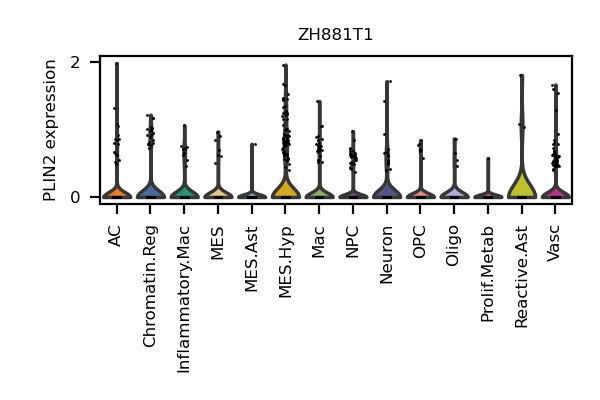 ZH881T1
PLIN2 expression
2
0
AC
Chromatin.Reg
Inflammatory.Mac
MES
MES.Ast
MES.Hyp
Mac
NPC
Neuron
OPC
Oligo
Prolif.Metab
Reactive.Ast
Vasc